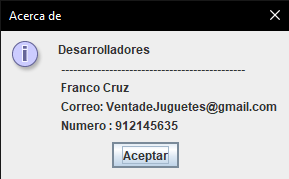 Acerca de
Desarrolladores
----------------------------------------------
Franco Cruz
Correo: VentadeJuguetes@gmail.com
Numero : 912145635
Aceptar